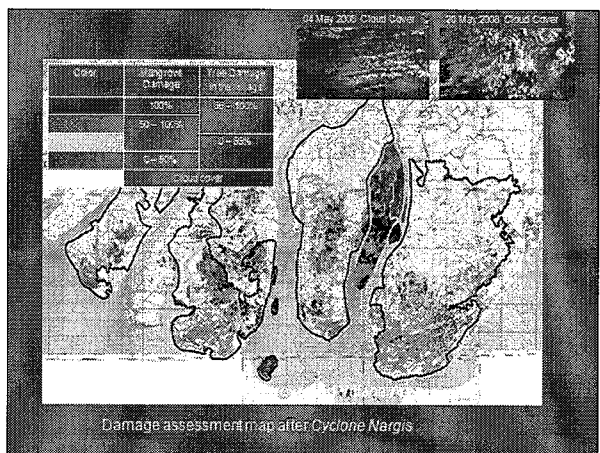 04 May 2008 Cloud Cover
20 May 2008 Cloud Cover
Color
Mangrove Damage
Tree Damage
100%
50 – 100%
0 – 50%
Cloud cover
Damage assessment map after Cyclone Nargis